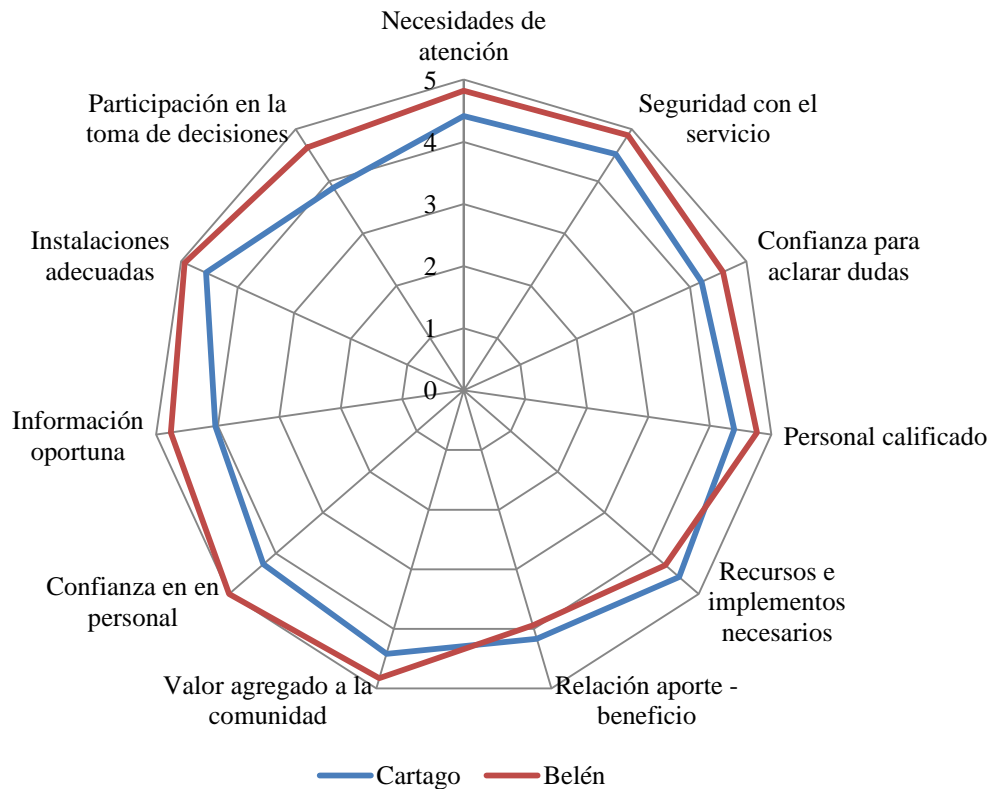 Necesidades de
atención
Seguridad con el
servicio
Confianza para
aclarar dudas
Personal calificado
Recursos e
implementos
necesarios
Relación aporte -
beneficio
Valor agregado a la
comunidad
Confianza en en
personal
Información
oportuna
Instalaciones
adecuadas
Participación en la
toma de decisiones
5
4
3
2
1
0
Cartago
Belén